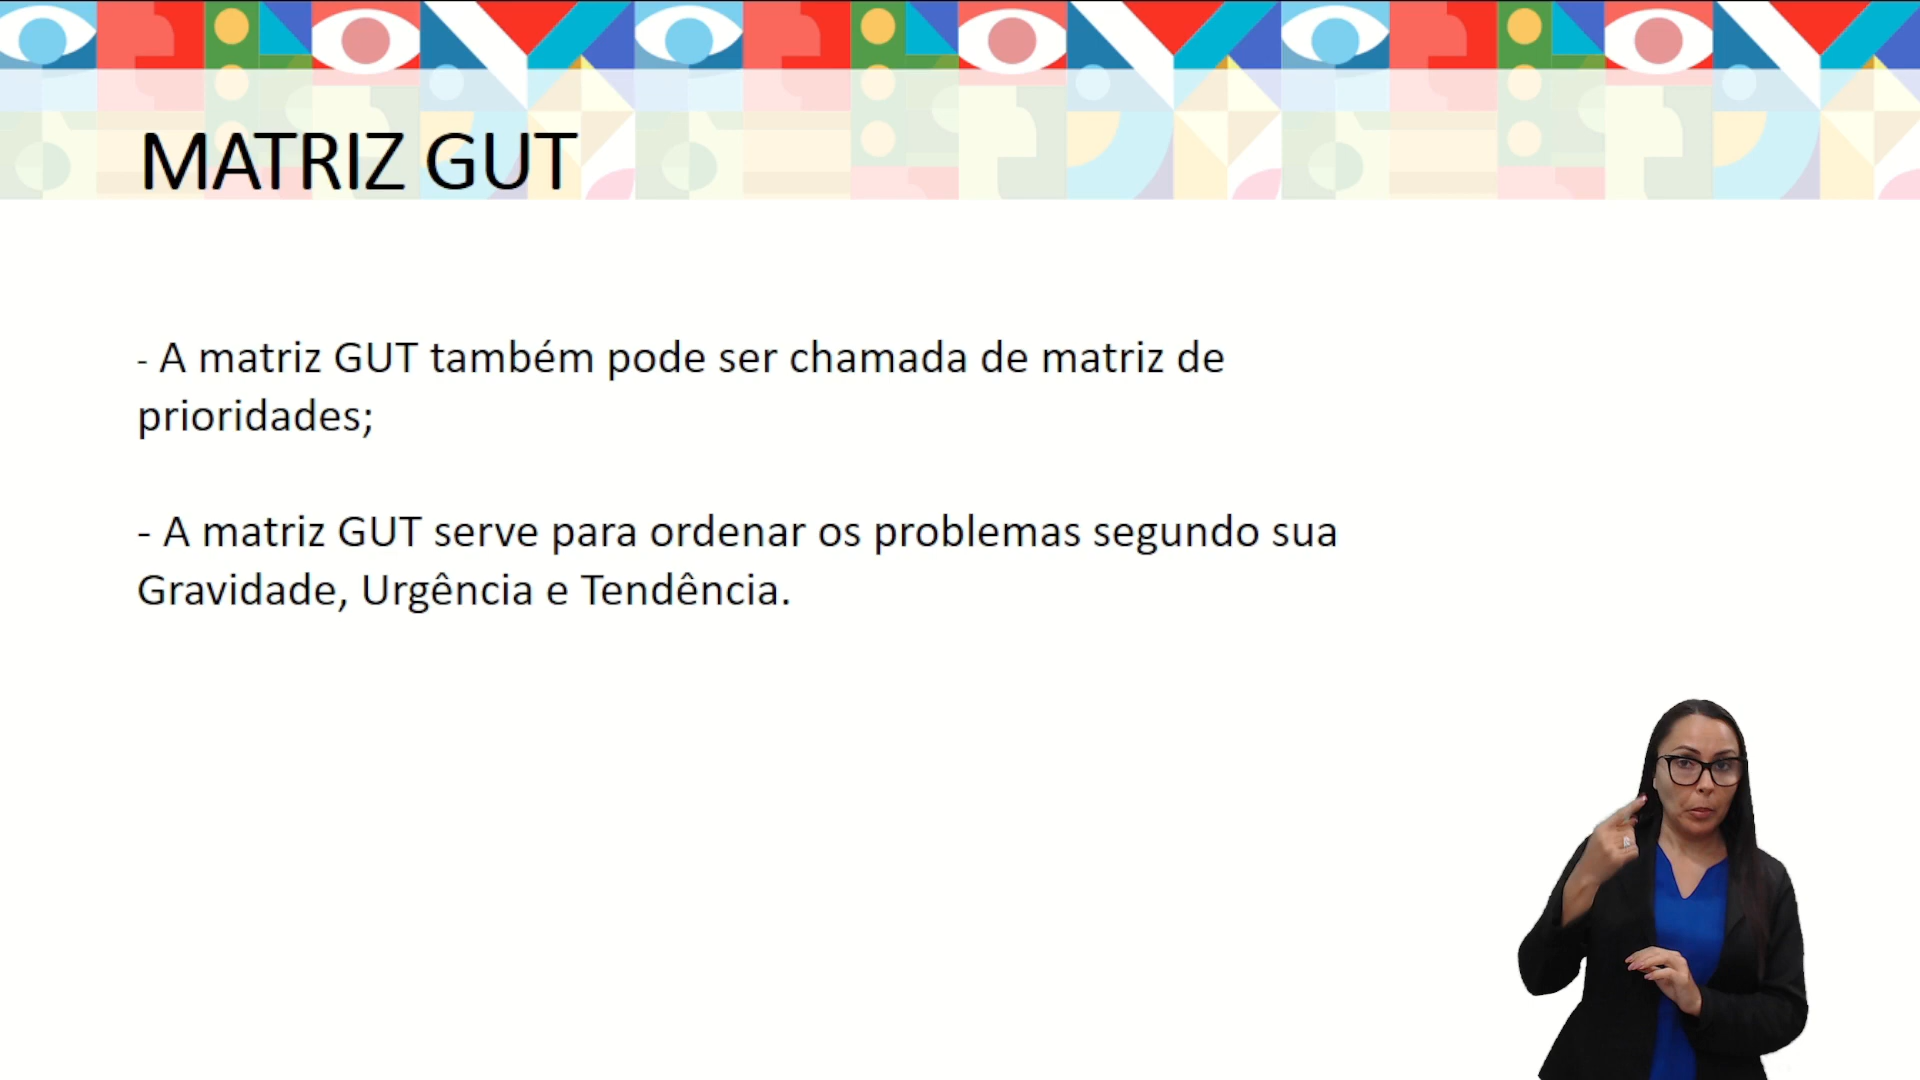 MATRIZ GUT
- A matriz GUT também pode ser chamada de matriz de
prioridades;
- A matriz GUT serve para ordenar os problemas segundo sua
Gravidade, Urgência e Tendência.